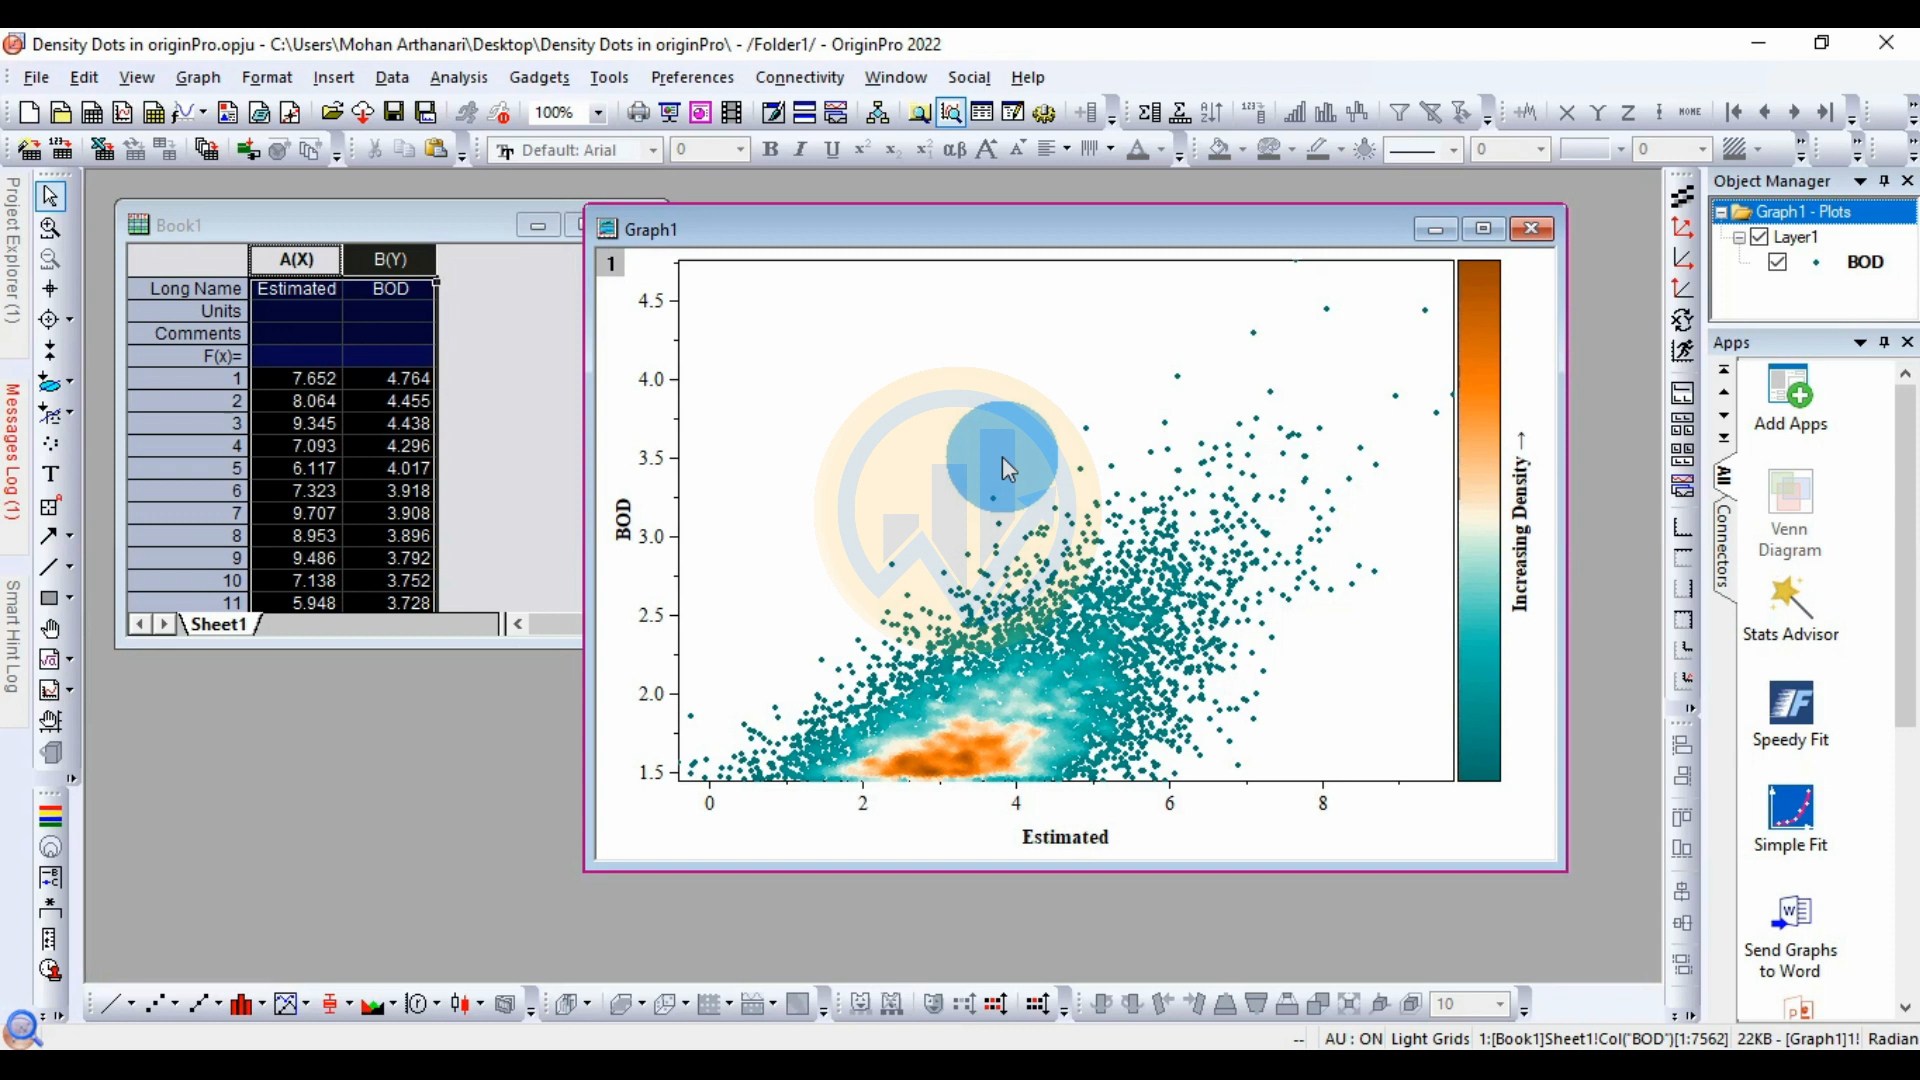 Density Dots in originPro.opju - C:\Users\Mohan Arthanari\Desktop\Density Dots in originPro\ - /Folder1/ - OriginPro 2022
File Edit View Graph Format Insert Data Analysis Gadgets Tools Preferences Connectivity Window Social Help
100%
Default: Arial 0 B I U αβ A 0 0
Project Explorer (1)
Messages Log (1)
Smart Hint Log
Book1
A(X) B(Y)
Long Name Estimated BOD
Units
Comments
F(x)=
1 7.652 4.764
2 8.064 4.455
3 9.345 4.438
4 7.093 4.296
5 6.117 4.017
6 7.323 3.918
7 9.707 3.908
8 8.953 3.896
9 9.486 3.792
10 7.138 3.752
11 5.948 3.728
Sheet1
Graph1
1
4.5
4.0
3.5
3.0
2.5
2.0
1.5
BOD
0 2 4 6 8
Estimated
Increasing Density →
Object Manager
Graph1 - Plots
Layer1
BOD
Apps
All
Connectors
Add Apps
Venn
Diagram
Stats Advisor
Speedy Fit
Simple Fit
Send Graphs
to Word
10
-- AU : ON Light Grids 1:[Book1]Sheet1!Col("BOD")[1:7562] 22KB - [Graph1]1! Radian